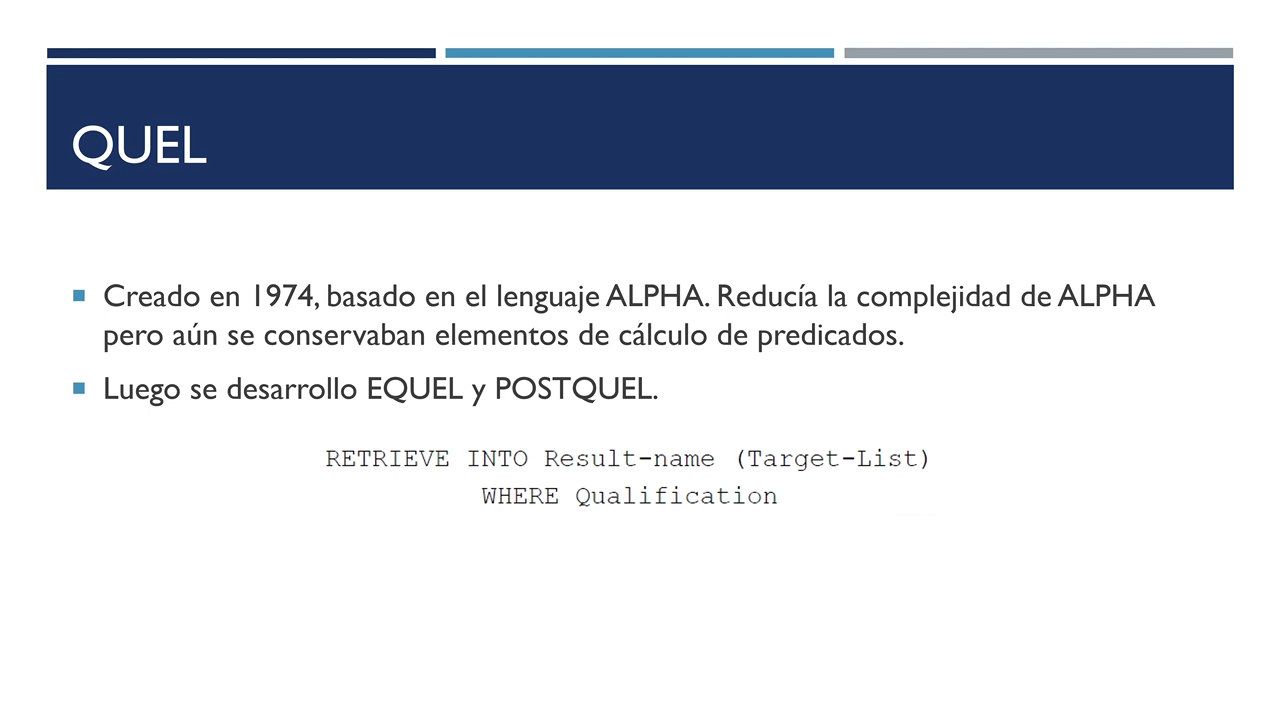 QUEL
Creado en 1974, basado en el lenguaje ALPHA. Reducía la complejidad de ALPHA
pero aún se conservaban elementos de cálculo de predicados.
Luego se desarrollo EQUEL y POSTQUEL.
RETRIEVE INTO Result-name (Target-List)
WHERE Qualification